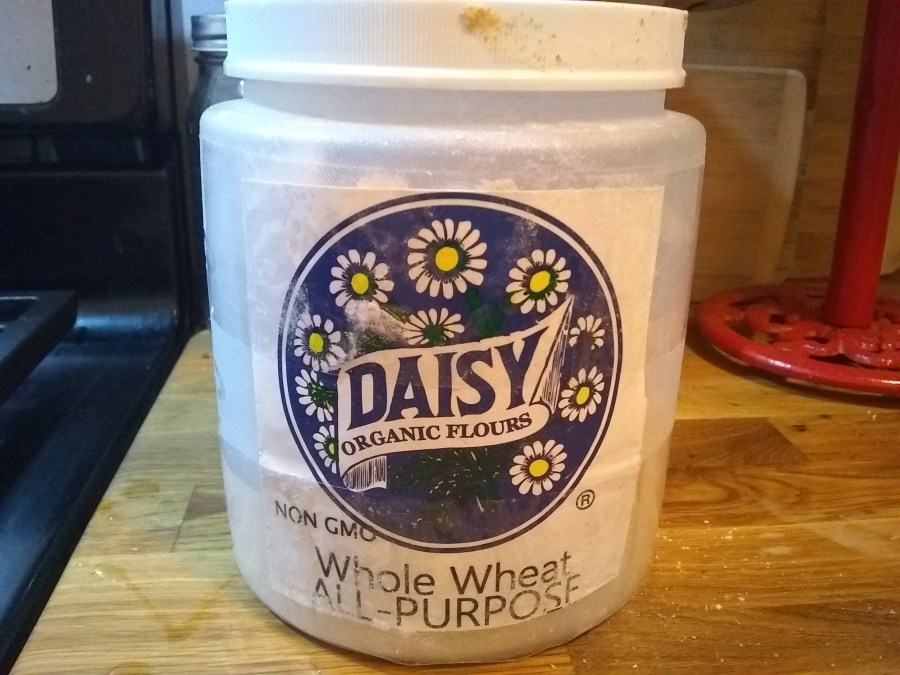 DAISY
ORGANIC FLOURS
®
NON GMO
Whole Wheat
ALL-PURPOSE